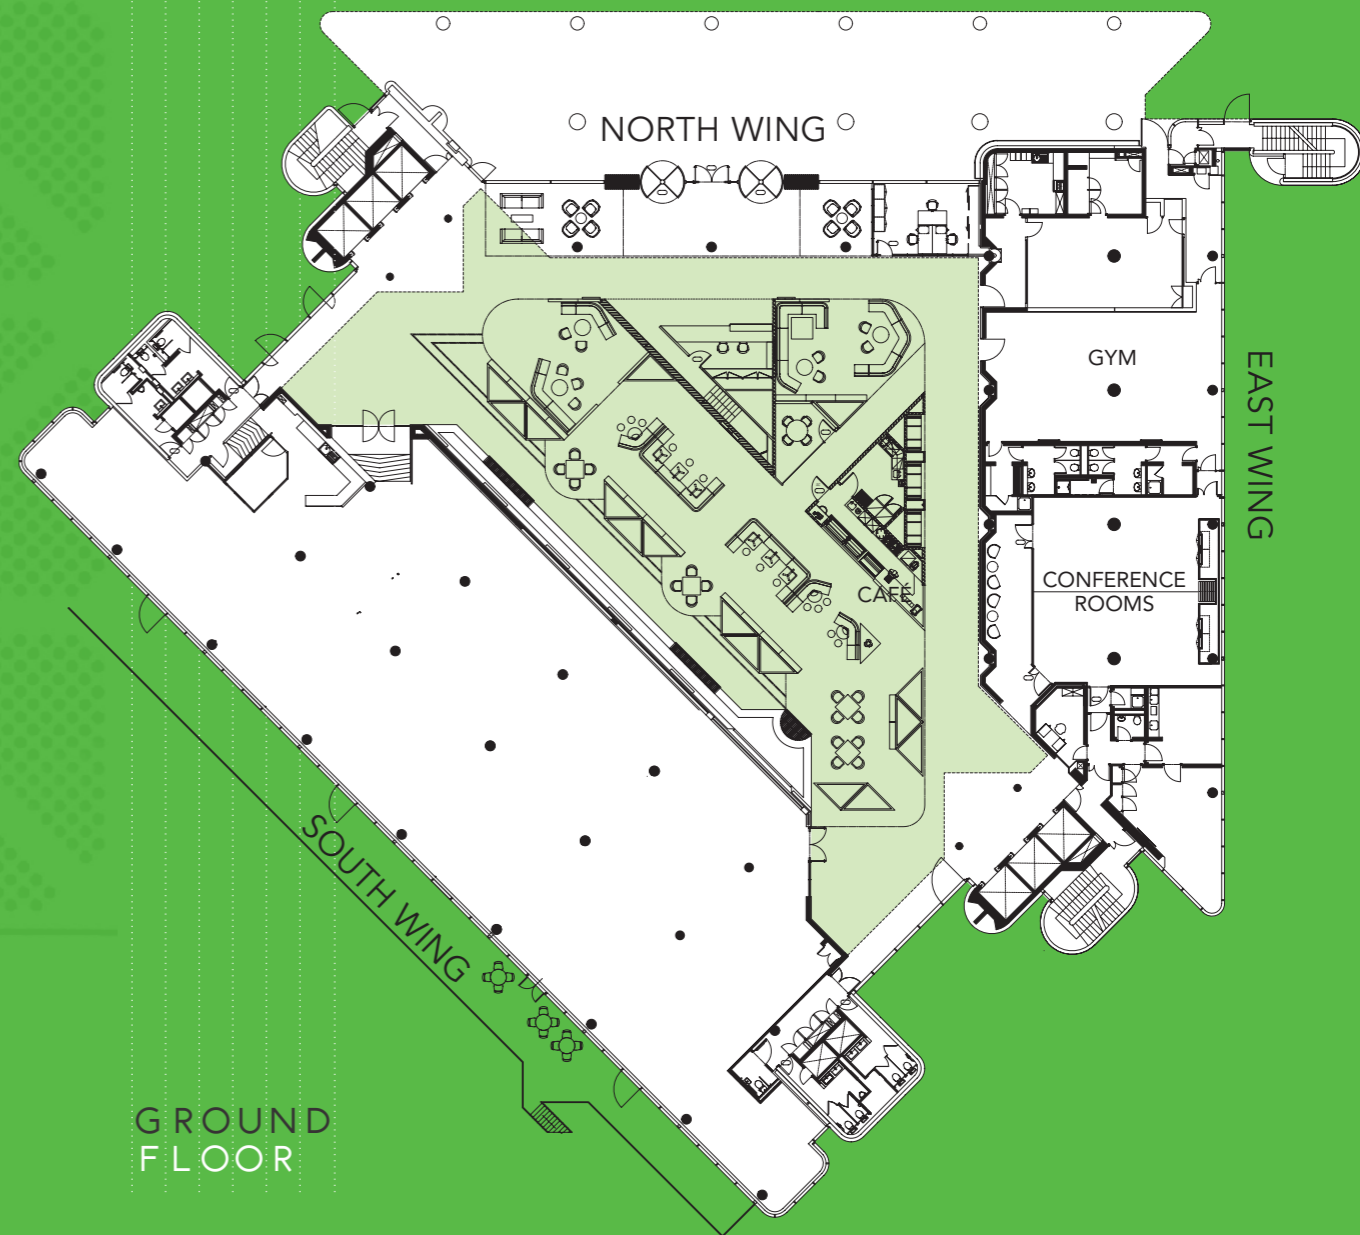 NORTH WING
GYM
EAST WING
CONFERENCE
ROOMS
CAFÉ
SOUTH WING
GROUND
FLOOR